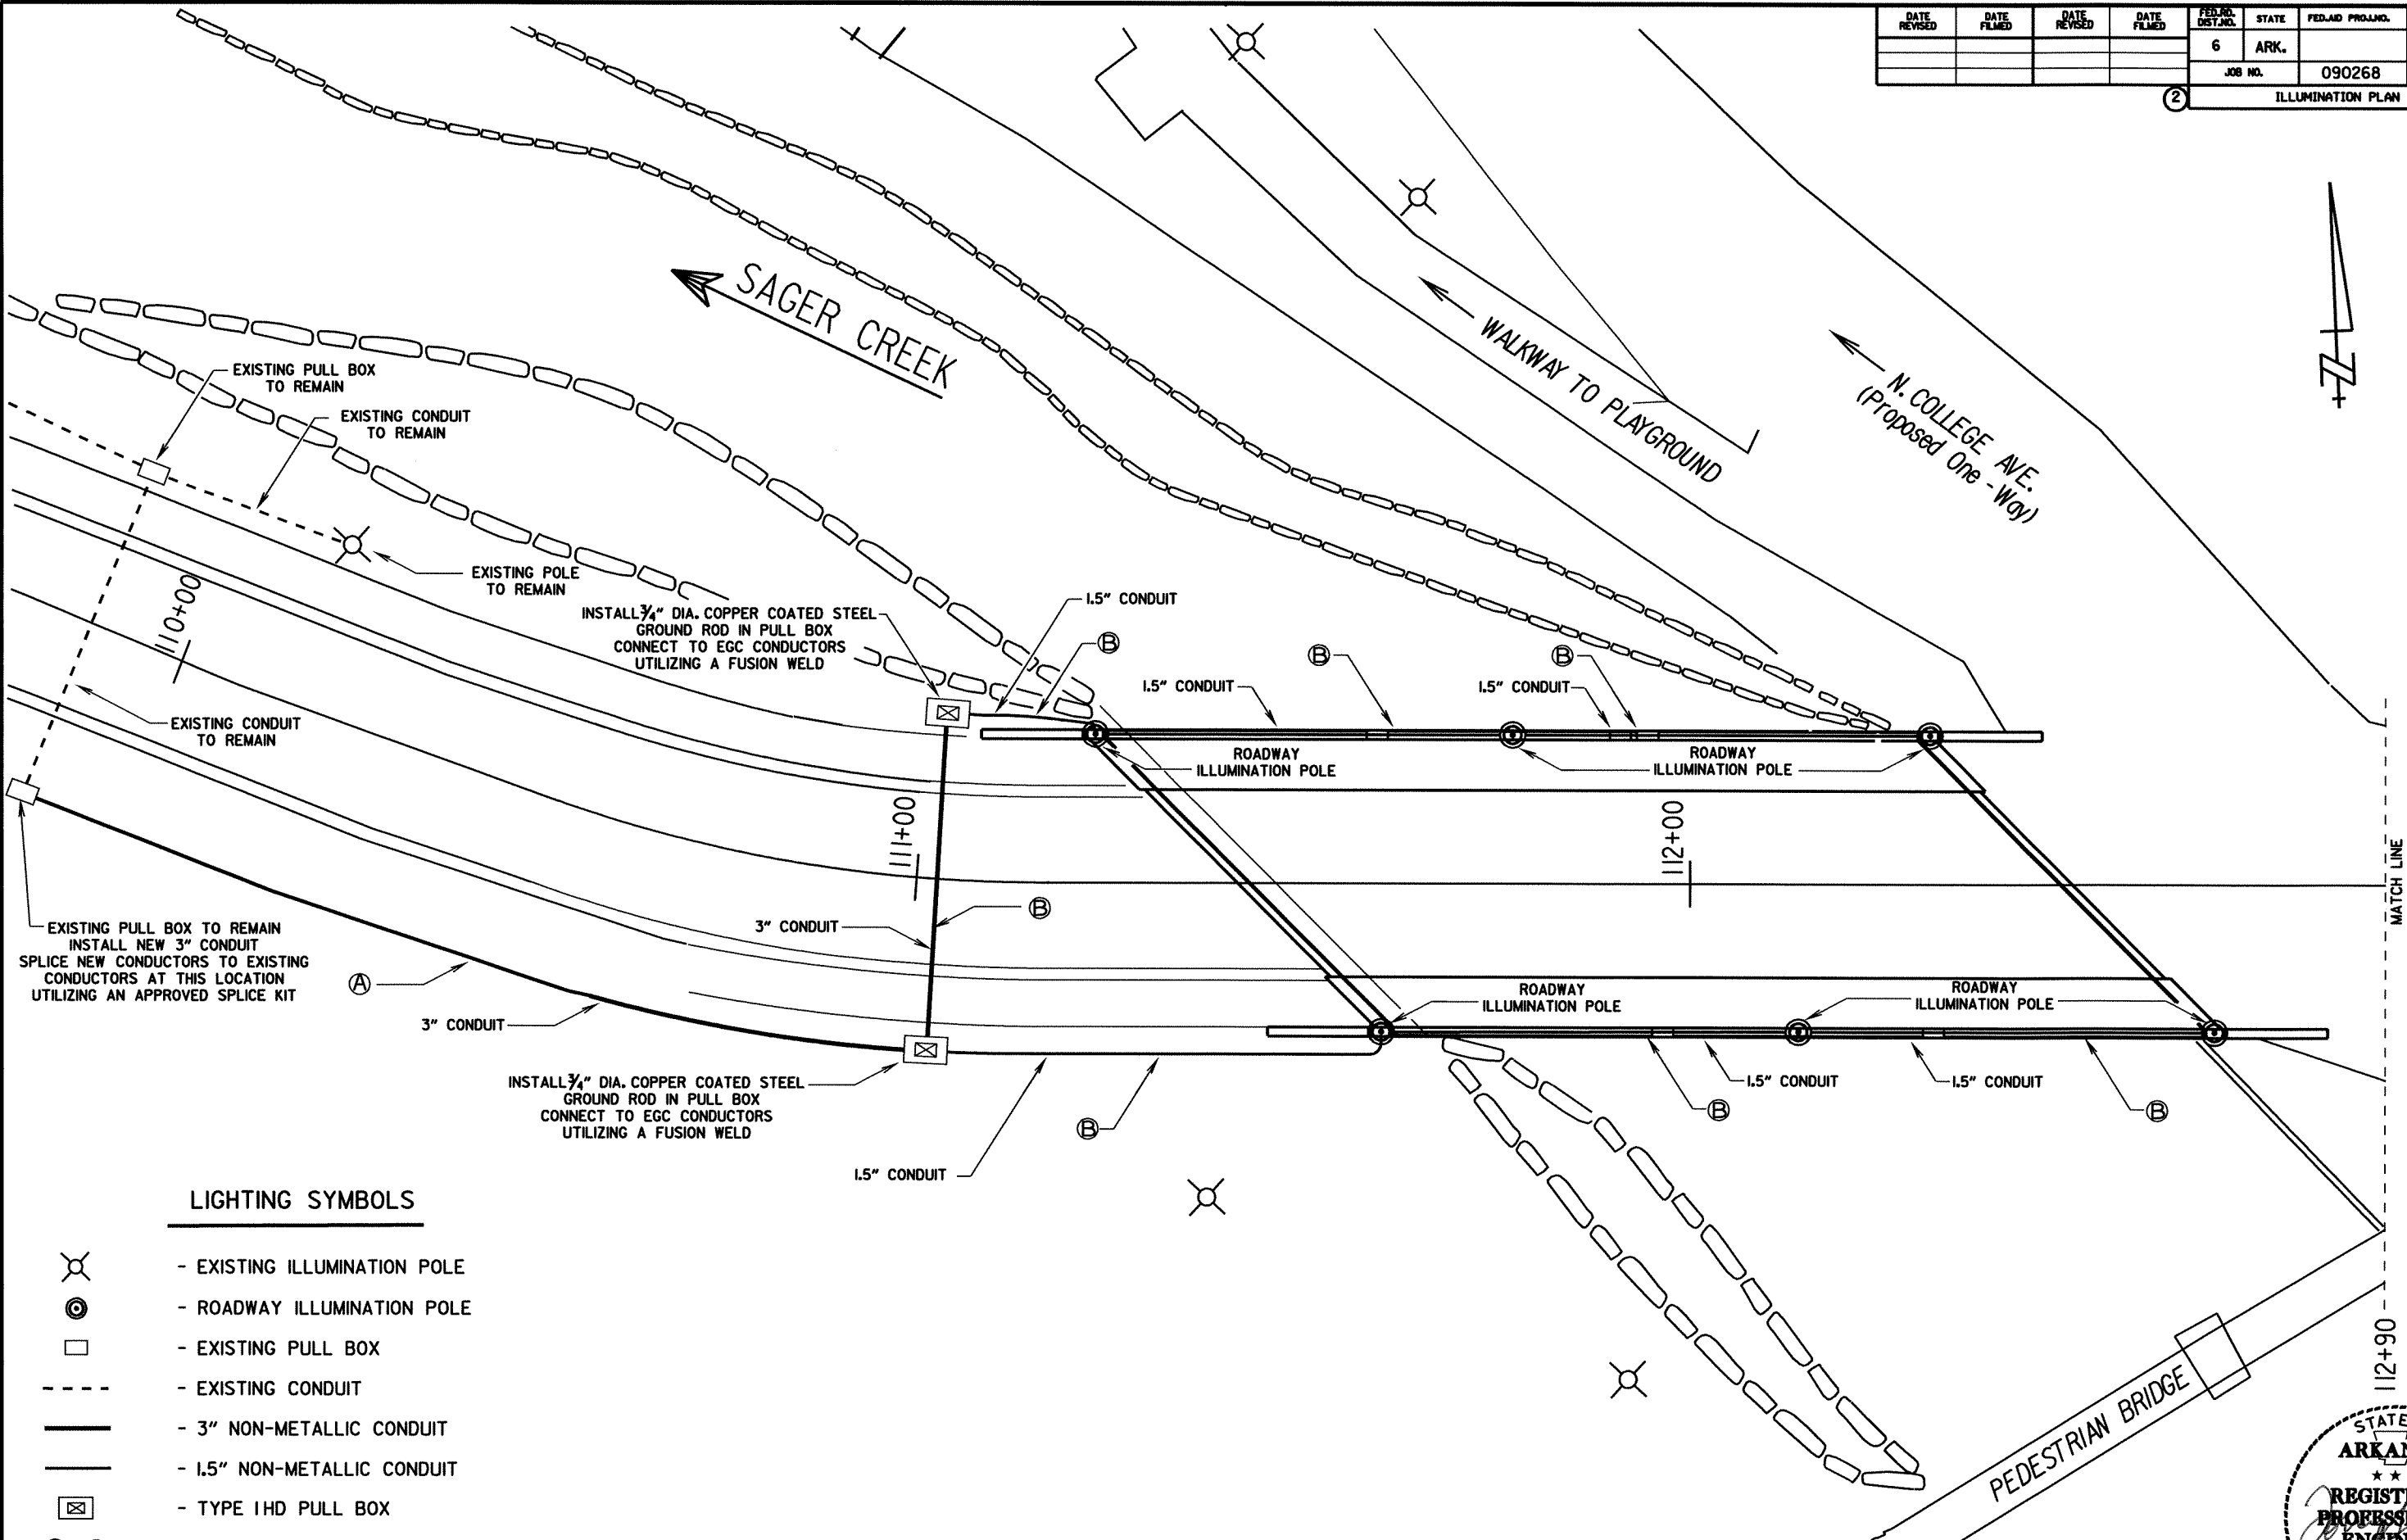 DATE REVISED
DATE FILMED
DATE REVISED
DATE FILMED
FED.RD. DIST.NO.
STATE
FED.AID PROJ.NO.
6
ARK.
JOB NO.
090268
2
ILLUMINATION PLAN
SAGER CREEK
WALKWAY TO PLAYGROUND
N. COLLEGE AVE.
(Proposed One - Way)
EXISTING PULL BOX
TO REMAIN
EXISTING CONDUIT
TO REMAIN
EXISTING POLE
TO REMAIN
110+00
INSTALL 3/4" DIA. COPPER COATED STEEL
GROUND ROD IN PULL BOX
CONNECT TO EGC CONDUCTORS
UTILIZING A FUSION WELD
1.5" CONDUIT
B
B
B
1.5" CONDUIT
1.5" CONDUIT
EXISTING CONDUIT
TO REMAIN
ROADWAY
ILLUMINATION POLE
ROADWAY
ILLUMINATION POLE
111+00
112+00
MATCH LINE
3" CONDUIT
B
EXISTING PULL BOX TO REMAIN
INSTALL NEW 3" CONDUIT
SPLICE NEW CONDUCTORS TO EXISTING
CONDUCTORS AT THIS LOCATION
UTILIZING AN APPROVED SPLICE KIT
A
3" CONDUIT
ROADWAY
ILLUMINATION POLE
ROADWAY
ILLUMINATION POLE
INSTALL 3/4" DIA. COPPER COATED STEEL
GROUND ROD IN PULL BOX
CONNECT TO EGC CONDUCTORS
UTILIZING A FUSION WELD
1.5" CONDUIT
B
1.5" CONDUIT
B
1.5" CONDUIT
B
LIGHTING SYMBOLS
- EXISTING ILLUMINATION POLE
- ROADWAY ILLUMINATION POLE
- EXISTING PULL BOX
- EXISTING CONDUIT
- 3" NON-METALLIC CONDUIT
- 1.5" NON-METALLIC CONDUIT
- TYPE 1 HD PULL BOX
PEDESTRIAN BRIDGE
112+90
STATE
ARKAN
REGIST
PROFESS
ENGIN